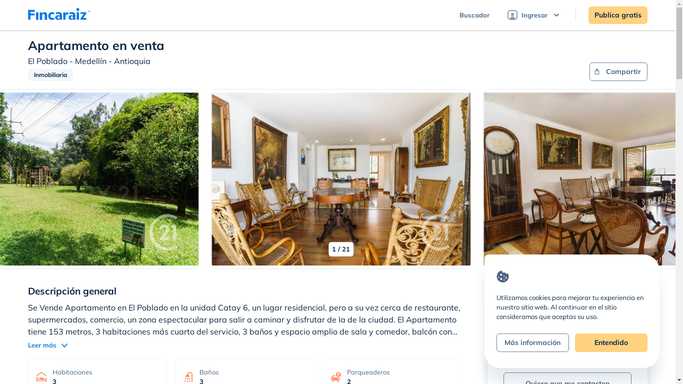 Fincaraiz
Buscador
Ingresar
Publica gratis
Apartamento en venta
El Poblado - Medellín - Antioquia
Inmobiliaria
Compartir
21
1 / 21
Descripción general
Se Vende Apartamento en El Poblado en la unidad Catay 6, un lugar residencial, pero a su vez cerca de restaurante,
supermercados, comercio, un zona espectacular para salir a caminar y disfrutar de la de la ciudad. El Apartamento
tiene 153 metros, 3 habitaciones más cuarto del servicio, 3 baños y espacio amplio de sala y comedor, balcón con...
Leer más
Habitaciones
3
Baños
3
Parqueaderos
2
Utilizamos cookies para mejorar tu experiencia en
nuestro sitio web. Al continuar en el sitio
consideramos que aceptas su uso.
Más información
Entendido
Quiero que me contacten